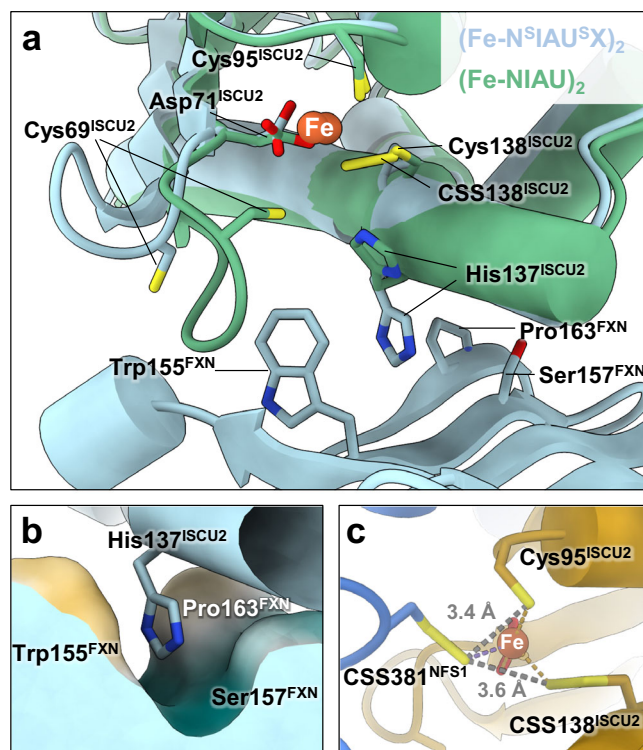 a
(Fe-NˢIAUˢX)₂
(Fe-NIAU)₂
Cys95ᴵˢᶜᵁ²
Asp71ᴵˢᶜᵁ²
Cys69ᴵˢᶜᵁ²
Fe
Cys138ᴵˢᶜᵁ²
CSS138ᴵˢᶜᵁ²
His137ᴵˢᶜᵁ²
Pro163ᶠˣᴺ
Trp155ᶠˣᴺ
Ser157ᶠˣᴺ
b
His137ᴵˢᶜᵁ²
Pro163ᶠˣᴺ
Trp155ᶠˣᴺ
Ser157ᶠˣᴺ
c
Cys95ᴵˢᶜᵁ²
3.4 Å
Fe
CSS381ᴺᶠˢ¹
3.6 Å
CSS138ᴵˢᶜᵁ²